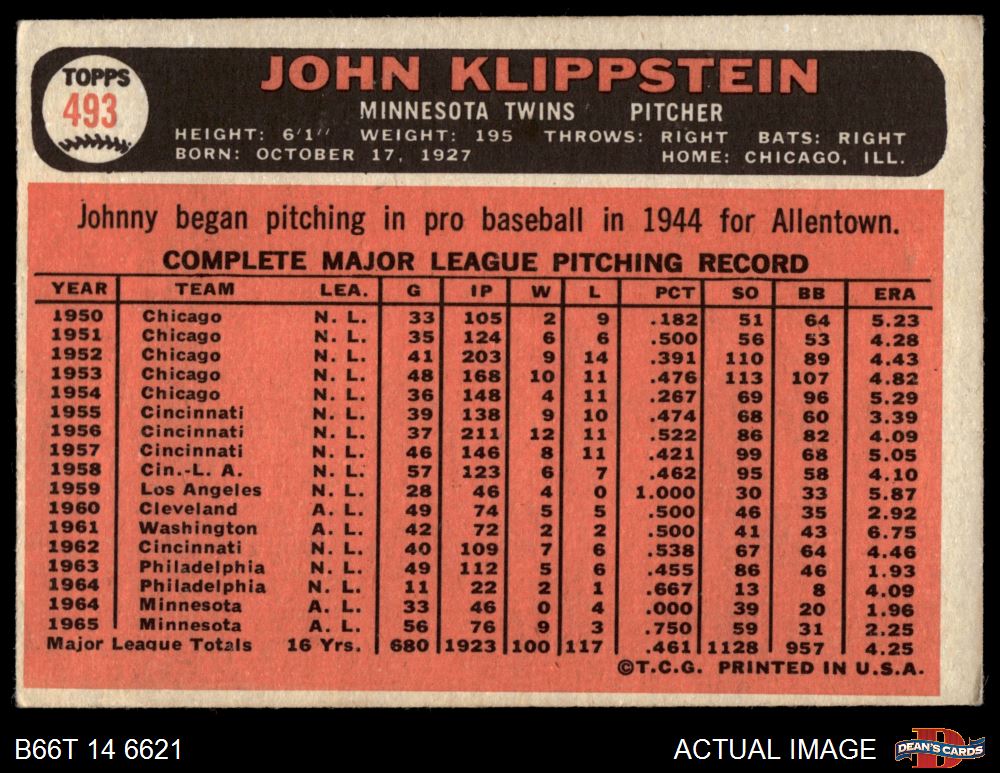 TOPPS
493
JOHN KLIPPSTEIN
MINNESOTA TWINS PITCHER
HEIGHT: 6'1" WEIGHT: 195 THROWS: RIGHT BATS: RIGHT
BORN: OCTOBER 17, 1927 HOME: CHICAGO, ILL.
Johnny began pitching in pro baseball in 1944 for Allentown.
COMPLETE MAJOR LEAGUE PITCHING RECORD
YEAR TEAM LEA. G IP W L PCT SO BB ERA
1950 Chicago N. L. 33 105 2 9 .182 51 64 5.23
1951 Chicago N. L. 35 124 6 6 .500 56 53 4.28
1952 Chicago N. L. 41 203 9 14 .391 110 89 4.43
1953 Chicago N. L. 48 168 10 11 .476 113 107 4.82
1954 Chicago N. L. 36 148 4 11 .267 69 96 5.29
1955 Cincinnati N. L. 39 138 9 10 .474 68 60 3.39
1956 Cincinnati N. L. 37 211 12 11 .522 86 82 4.09
1957 Cincinnati N. L. 46 146 8 11 .421 99 68 5.05
1958 Cin.-L. A. N. L. 57 123 6 7 .462 95 58 4.10
1959 Los Angeles N. L. 28 46 4 0 1.000 30 33 5.87
1960 Cleveland A. L. 49 74 5 5 .500 46 35 2.92
1961 Washington A. L. 42 72 2 2 .500 41 43 6.75
1962 Cincinnati N. L. 40 109 7 6 .538 67 64 4.46
1963 Philadelphia N. L. 49 112 5 6 .455 86 46 1.93
1964 Philadelphia N. L. 11 22 2 1 .667 13 8 4.09
1964 Minnesota A. L. 33 46 0 4 .000 39 20 1.96
1965 Minnesota A. L. 56 76 9 3 .750 59 31 2.25
Major League Totals 16 Yrs. 680 1923 100 117 .461 1128 957 4.25
©T.C.G. PRINTED IN U.S.A.
B66T 14 6621 ACTUAL IMAGE
DEAN'S CARDS